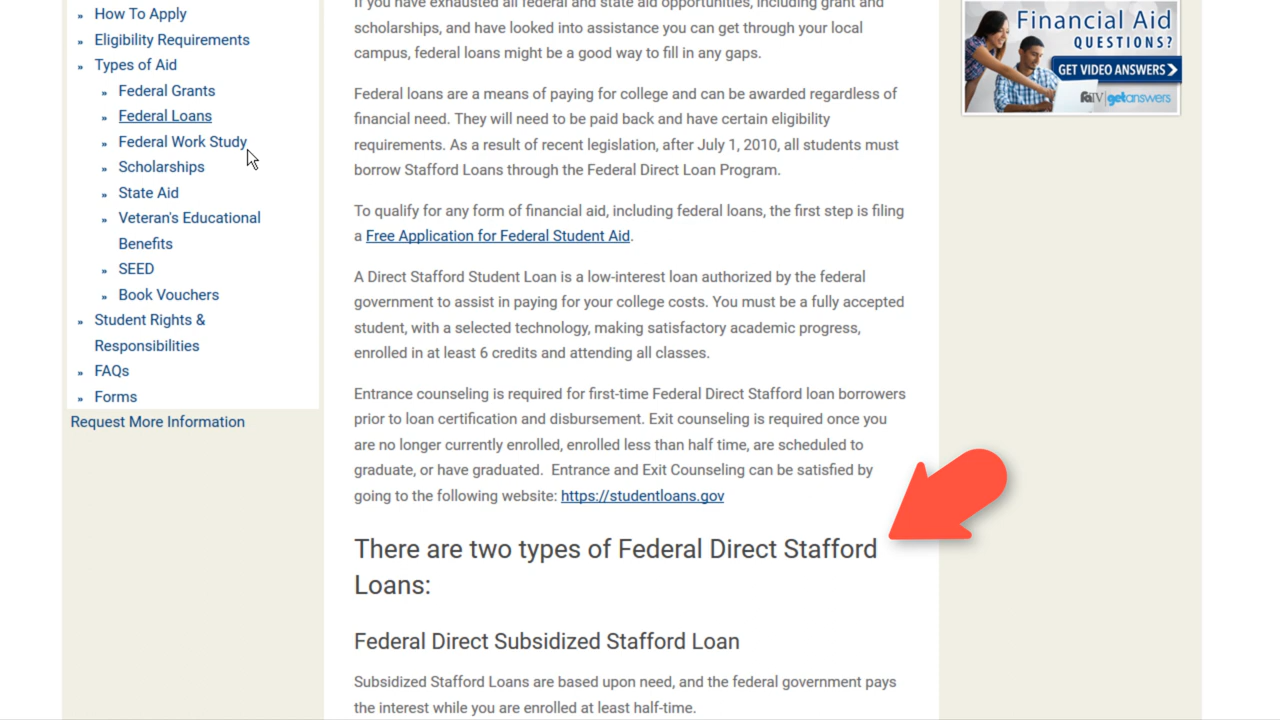 » How To Apply
» Eligibility Requirements
» Types of Aid
» Federal Grants
» Federal Loans
» Federal Work Study
» Scholarships
» State Aid
» Veteran's Educational
Benefits
» SEED
» Book Vouchers
» Student Rights &
Responsibilities
» FAQs
» Forms
Request More Information
If you have exhausted all federal and state aid opportunities, including grant and
scholarships, and have looked into assistance you can get through your local
campus, federal loans might be a good way to fill in any gaps.
Federal loans are a means of paying for college and can be awarded regardless of
financial need. They will need to be paid back and have certain eligibility
requirements. As a result of recent legislation, after July 1, 2010, all students must
borrow Stafford Loans through the Federal Direct Loan Program.
To qualify for any form of financial aid, including federal loans, the first step is filing
a Free Application for Federal Student Aid.
A Direct Stafford Student Loan is a low-interest loan authorized by the federal
government to assist in paying for your college costs. You must be a fully accepted
student, with a selected technology, making satisfactory academic progress,
enrolled in at least 6 credits and attending all classes.
Entrance counseling is required for first-time Federal Direct Stafford loan borrowers
prior to loan certification and disbursement. Exit counseling is required once you
are no longer currently enrolled, enrolled less than half time, are scheduled to
graduate, or have graduated. Entrance and Exit Counseling can be satisfied by
going to the following website: https://studentloans.gov
There are two types of Federal Direct Stafford
Loans:
Federal Direct Subsidized Stafford Loan
Subsidized Stafford Loans are based upon need, and the federal government pays
the interest while you are enrolled at least half-time.
Financial Aid
QUESTIONS?
GET VIDEO ANSWERS
faTV | getanswers